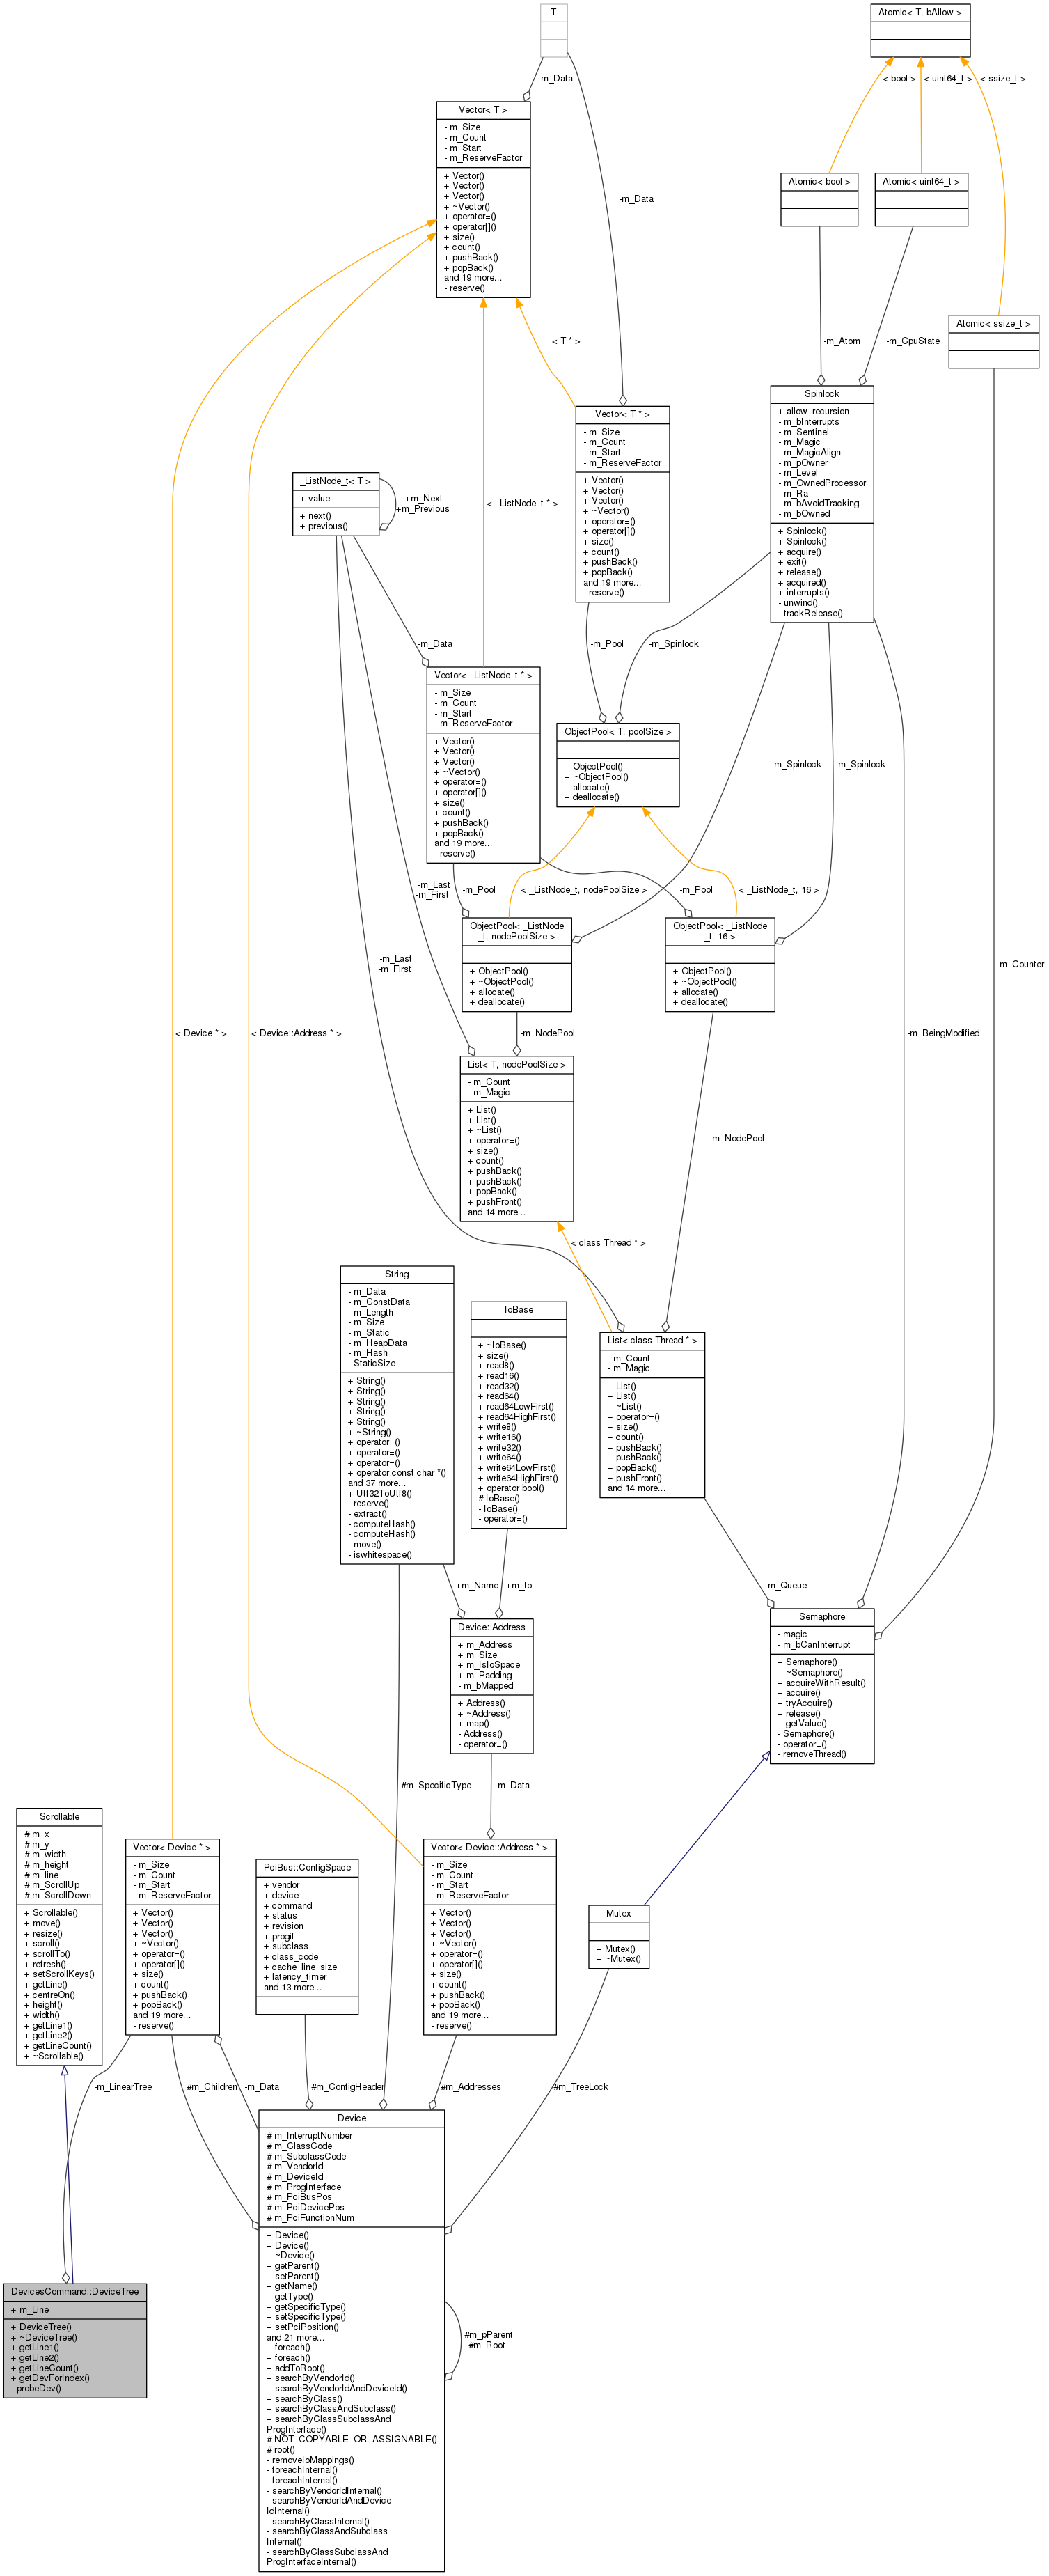 T
Atomic< T, bAllow >
-m_Data
< bool >
< uint64_t >
< ssize_t >
Vector< T >
- m_Size
- m_Count
- m_Start
- m_ReserveFactor
+ Vector()
+ Vector()
+ Vector()
+ ~Vector()
+ operator=()
+ operator[]()
+ size()
+ count()
+ pushBack()
+ popBack()
and 19 more...
- reserve()
-m_Data
Atomic< bool >
Atomic< uint64_t >
Atomic< ssize_t >
< T * >
-m_Atom
-m_CpuState
Spinlock
+ allow_recursion
- m_bInterrupts
- m_Sentinel
- m_Magic
- m_MagicAlign
- m_pOwner
- m_Level
- m_OwnedProcessor
- m_Ra
- m_bAvoidTracking
- m_bOwned
+ Spinlock()
+ Spinlock()
+ acquire()
+ exit()
+ release()
+ acquired()
+ interrupts()
- unwind()
- trackRelease()
Vector< T * >
- m_Size
- m_Count
- m_Start
- m_ReserveFactor
+ Vector()
+ Vector()
+ Vector()
+ ~Vector()
+ operator=()
+ operator[]()
+ size()
+ count()
+ pushBack()
+ popBack()
and 19 more...
- reserve()
_ListNode_t< T >
+ value
+ next()
+ previous()
+m_Next
+m_Previous
< _ListNode_t * >
-m_Data
-m_Pool
-m_Spinlock
Vector< _ListNode_t * >
- m_Size
- m_Count
- m_Start
- m_ReserveFactor
+ Vector()
+ Vector()
+ Vector()
+ ~Vector()
+ operator=()
+ operator[]()
+ size()
+ count()
+ pushBack()
+ popBack()
and 19 more...
- reserve()
ObjectPool< T, poolSize >
+ ObjectPool()
+ ~ObjectPool()
+ allocate()
+ deallocate()
-m_Spinlock
-m_Spinlock
-m_Last
-m_First
-m_Pool
< _ListNode_t, nodePoolSize >
-m_Pool
< _ListNode_t, 16 >
ObjectPool< _ListNode
_t, nodePoolSize >
+ ObjectPool()
+ ~ObjectPool()
+ allocate()
+ deallocate()
ObjectPool< _ListNode
_t, 16 >
+ ObjectPool()
+ ~ObjectPool()
+ allocate()
+ deallocate()
-m_Last
-m_First
-m_Counter
< Device * >
< Device::Address * >
-m_NodePool
-m_BeingModified
List< T, nodePoolSize >
- m_Count
- m_Magic
+ List()
+ List()
+ ~List()
+ operator=()
+ size()
+ count()
+ pushBack()
+ pushBack()
+ popBack()
+ pushFront()
and 14 more...
-m_NodePool
< class Thread * >
String
- m_Data
- m_ConstData
- m_Length
- m_Size
- m_Static
- m_HeapData
- m_Hash
- StaticSize
+ String()
+ String()
+ String()
+ String()
+ String()
+ ~String()
+ operator=()
+ operator=()
+ operator=()
+ operator const char *()
and 37 more...
+ Utf32ToUtf8()
- reserve()
- extract()
- computeHash()
- computeHash()
- move()
- iswhitespace()
IoBase
+ ~IoBase()
+ size()
+ read8()
+ read16()
+ read32()
+ read64()
+ read64LowFirst()
+ read64HighFirst()
+ write8()
+ write16()
+ write32()
+ write64()
+ write64LowFirst()
+ write64HighFirst()
+ operator bool()
# IoBase()
- IoBase()
- operator=()
List< class Thread * >
- m_Count
- m_Magic
+ List()
+ List()
+ ~List()
+ operator=()
+ size()
+ count()
+ pushBack()
+ pushBack()
+ popBack()
+ pushFront()
and 14 more...
+m_Name
+m_Io
-m_Queue
Device::Address
+ m_Address
+ m_Size
+ m_IsIoSpace
+ m_Padding
- m_bMapped
+ Address()
+ ~Address()
+ map()
- Address()
- operator=()
Semaphore
- magic
- m_bCanInterrupt
+ Semaphore()
+ ~Semaphore()
+ acquireWithResult()
+ acquire()
+ tryAcquire()
+ release()
+ getValue()
- Semaphore()
- operator=()
- removeThread()
#m_SpecificType
-m_Data
Scrollable
# m_x
# m_y
# m_width
# m_height
# m_line
# m_ScrollUp
# m_ScrollDown
+ Scrollable()
+ move()
+ resize()
+ scroll()
+ scrollTo()
+ refresh()
+ setScrollKeys()
+ getLine()
+ centreOn()
+ height()
+ width()
+ getLine1()
+ getLine2()
+ getLineCount()
+ ~Scrollable()
Vector< Device * >
- m_Size
- m_Count
- m_Start
- m_ReserveFactor
+ Vector()
+ Vector()
+ Vector()
+ ~Vector()
+ operator=()
+ operator[]()
+ size()
+ count()
+ pushBack()
+ popBack()
and 19 more...
- reserve()
PciBus::ConfigSpace
+ vendor
+ device
+ command
+ status
+ revision
+ progif
+ subclass
+ class_code
+ cache_line_size
+ latency_timer
and 13 more...
Vector< Device::Address * >
- m_Size
- m_Count
- m_Start
- m_ReserveFactor
+ Vector()
+ Vector()
+ Vector()
+ ~Vector()
+ operator=()
+ operator[]()
+ size()
+ count()
+ pushBack()
+ popBack()
and 19 more...
- reserve()
Mutex
+ Mutex()
+ ~Mutex()
-m_LinearTree
#m_Children
-m_Data
#m_ConfigHeader
#m_Addresses
#m_TreeLock
Device
# m_InterruptNumber
# m_ClassCode
# m_SubclassCode
# m_VendorId
# m_DeviceId
# m_ProgInterface
# m_PciBusPos
# m_PciDevicePos
# m_PciFunctionNum
+ Device()
+ Device()
+ ~Device()
+ getParent()
+ setParent()
+ getName()
+ getType()
+ getSpecificType()
+ setSpecificType()
+ setPciPosition()
and 21 more...
+ foreach()
+ foreach()
+ addToRoot()
+ searchByVendorId()
+ searchByVendorIdAndDeviceId()
+ searchByClass()
+ searchByClassAndSubclass()
+ searchByClassSubclassAnd
ProgInterface()
# NOT_COPYABLE_OR_ASSIGNABLE()
# root()
- removeIoMappings()
- foreachInternal()
- foreachInternal()
- searchByVendorIdInternal()
- searchByVendorIdAndDevice
IdInternal()
- searchByClassInternal()
- searchByClassAndSubclass
Internal()
- searchByClassSubclassAnd
ProgInterfaceInternal()
#m_pParent
#m_Root
DevicesCommand::DeviceTree
+ m_Line
+ DeviceTree()
+ ~DeviceTree()
+ getLine1()
+ getLine2()
+ getLineCount()
+ getDevForIndex()
- probeDev()